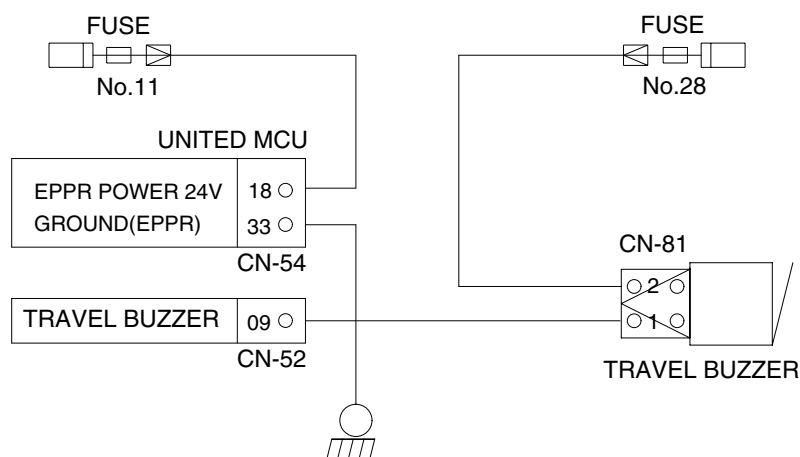 FUSE
No.11
FUSE
No.28
UNITED MCU
EPPR POWER 24V 18
GROUND(EPPR) 33
CN-54
TRAVEL BUZZER 09
CN-52
CN-81
2
1
TRAVEL BUZZER